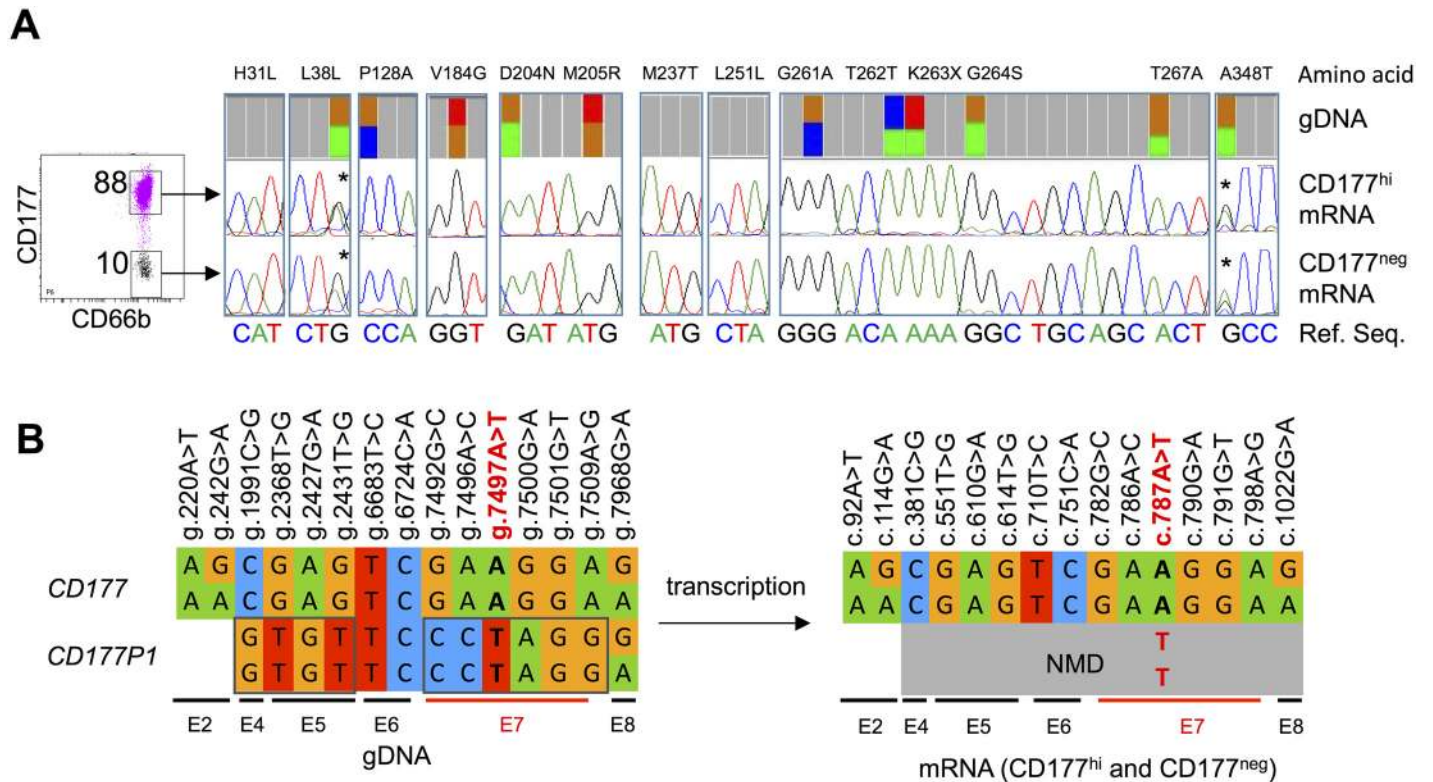 A
H31L L38L P128A V184G D204N M205R M237T L251L G261A T262T K263X G264S T267A A348T Amino acid
gDNA
CD177
88
*
*
CD177hi
mRNA
10
*
*
CD177neg
mRNA
P6
CD66b
CAT CTG CCA GGT GAT ATG ATG CTA GGG ACA AAA GGC TGCAGC ACT GCC Ref. Seq.
B
g.220A>T g.242G>A g.1991C>G g.2368T>G g.2427G>A g.2431T>G g.6683T>C g.6724C>A g.7492G>C g.7496A>C g.7497A>T g.7500G>A g.7501G>T g.7509A>G g.7968G>A
c.92A>T c.114G>A c.381C>G c.551T>G c.610G>A c.614T>G c.710T>C c.751C>A c.782G>C c.786A>C c.787A>T c.790G>A c.791G>T c.798A>G c.1022G>A
CD177
A G C G A G T C G A A G G A G
A A C G A G T C G A A G G A A
CD177P1
G T G T T C C C T A G G G
G T G T T C C C T A G G A
E2 E4 E5 E6 E7 E8
gDNA
transcription
A G C G A G T C G A A G G A G
A A C G A G T C G A A G G A A
T
NMD
T
E2 E4 E5 E6 E7 E8
mRNA (CD177hi and CD177neg)